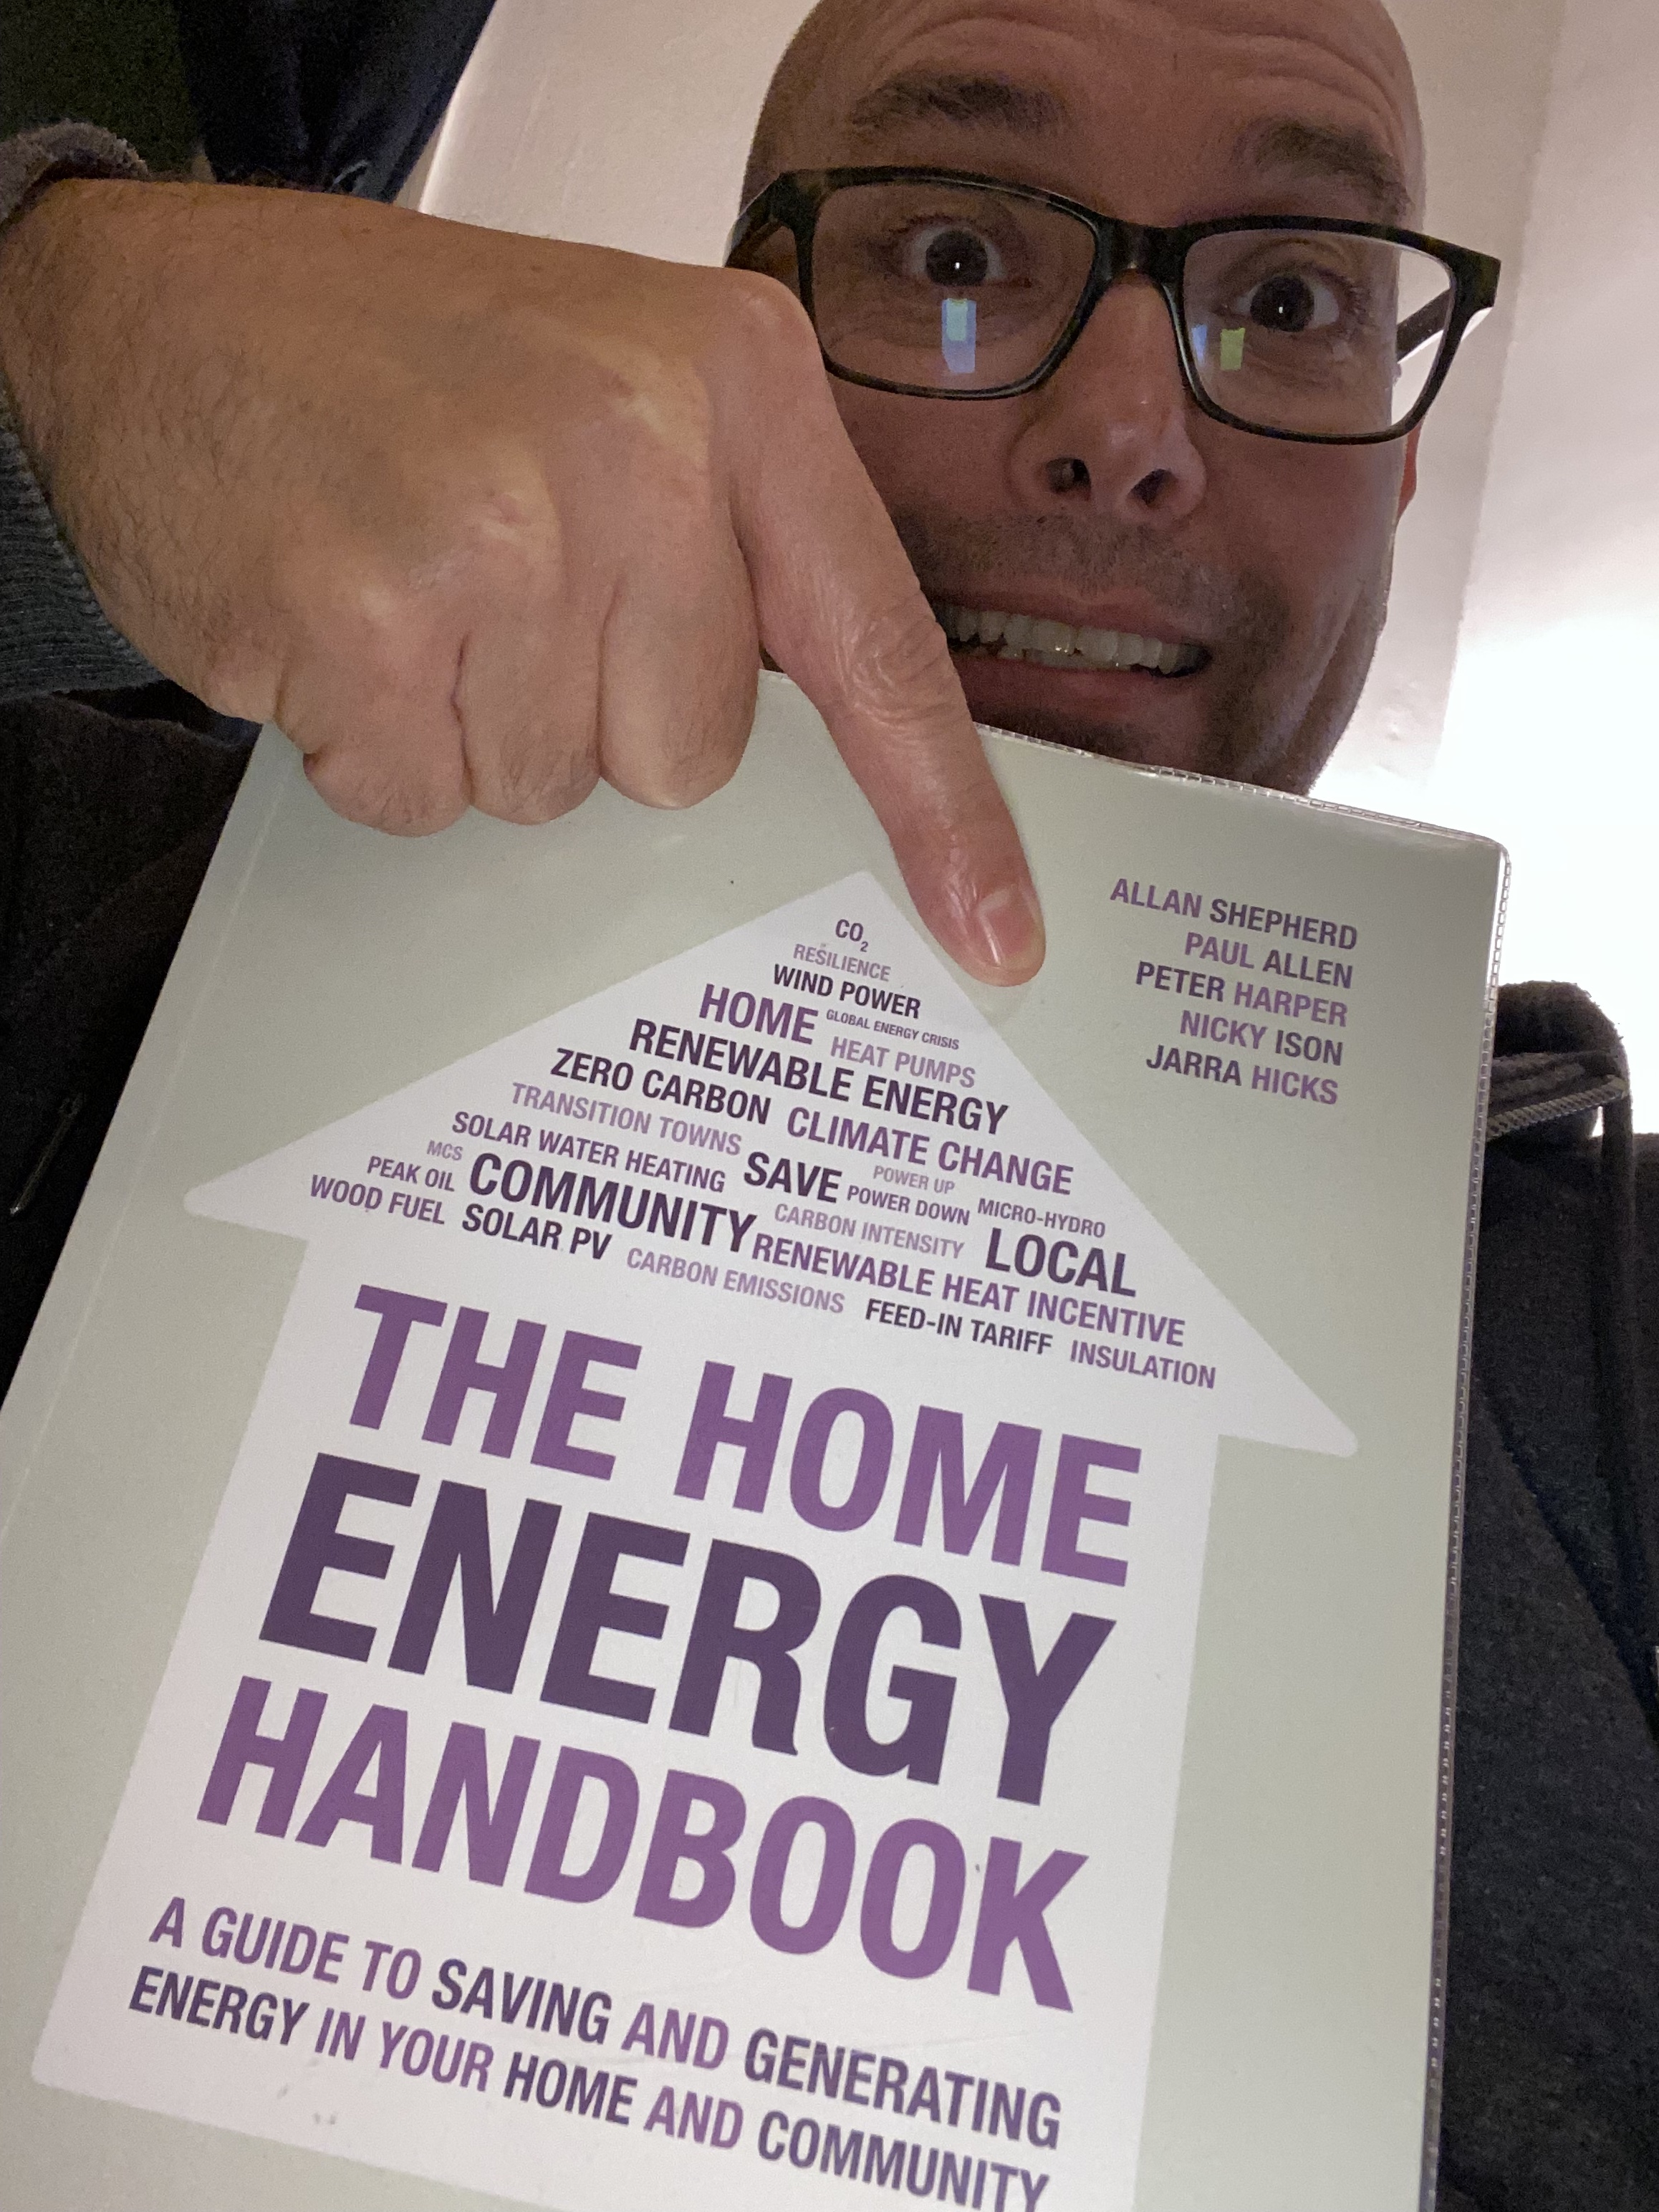 ALLAN SHEPHERD
PAUL ALLEN
PETER HARPER
NICKY ISON
JARRA HICKS
CO₂
RESILIENCE
WIND POWER
HOME GLOBAL ENERGY CRISIS
HEAT PUMPS
RENEWABLE ENERGY
ZERO CARBON CLIMATE CHANGE
TRANSITION TOWNS
SOLAR WATER HEATING SAVE POWER UP
POWER DOWN MICRO-HYDRO
MCS
PEAK OIL COMMUNITY CARBON INTENSITY LOCAL
WOOD FUEL SOLAR PV RENEWABLE HEAT INCENTIVE
CARBON EMISSIONS FEED-IN TARIFF INSULATION
THE HOME
ENERGY
HANDBOOK
A GUIDE TO SAVING AND GENERATING
ENERGY IN YOUR HOME AND COMMUNITY